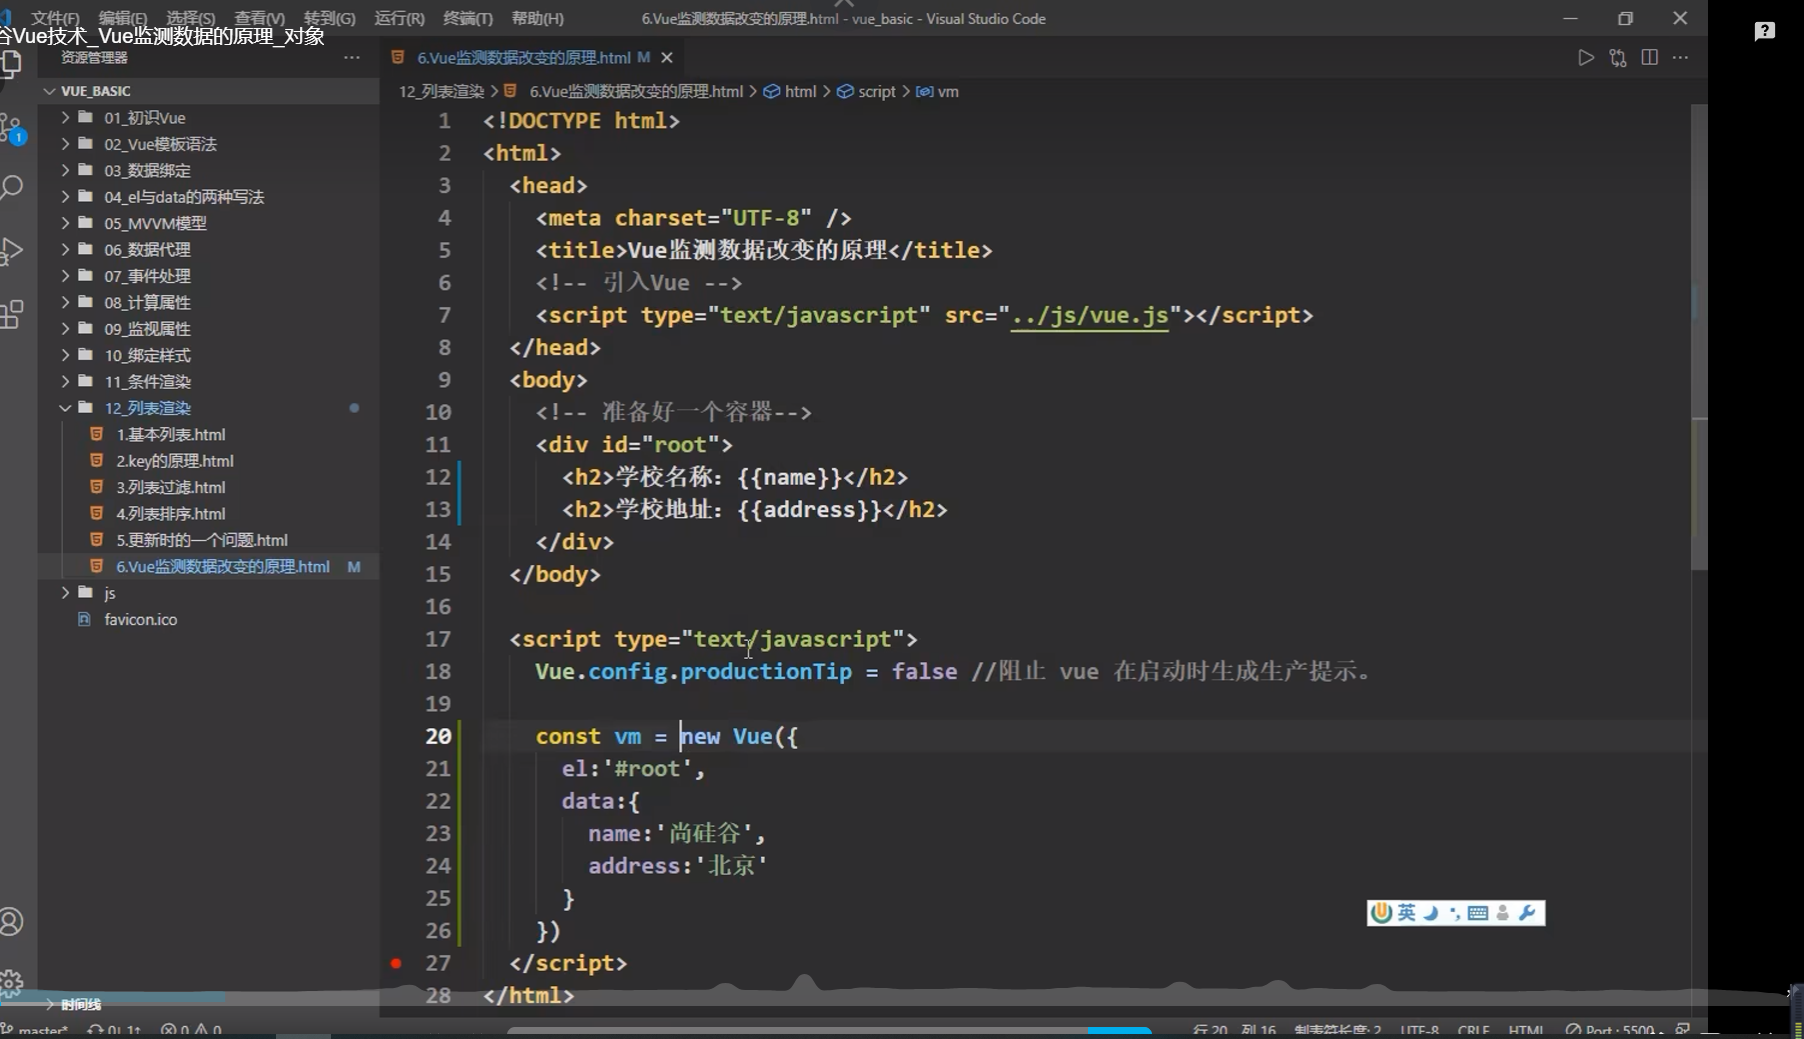 文件(F) 编辑(E) 选择(S) 查看(V) 转到(G) 运行(R) 终端(T) 帮助(H) 6.Vue监测数据改变的原理.html - vue_basic - Visual Studio Code
谷Vue技术_Vue监测数据的原理_对象
资源管理器
6.Vue监测数据改变的原理.html M
VUE_BASIC
12_列表渲染 > 6.Vue监测数据改变的原理.html > html > script > vm
01_初识Vue
02_Vue模板语法
03_数据绑定
04_el与data的两种写法
05_MVVM模型
06_数据代理
07_事件处理
08_计算属性
09_监视属性
10_绑定样式
11_条件渲染
12_列表渲染
1.基本列表.html
2.key的原理.html
3.列表过滤.html
4.列表排序.html
5.更新时的一个问题.html
6.Vue监测数据改变的原理.html M
js
favicon.ico
时间线
1
1 <!DOCTYPE html>
2 <html>
3 <head>
4 <meta charset="UTF-8" />
5 <title>Vue监测数据改变的原理</title>
6 <!-- 引入Vue -->
7 <script type="text/javascript" src="../js/vue.js"></script>
8 </head>
9 <body>
10 <!-- 准备好一个容器-->
11 <div id="root">
12 <h2>学校名称：{{name}}</h2>
13 <h2>学校地址：{{address}}</h2>
14 </div>
15 </body>
16
17 <script type="text/javascript">
18 Vue.config.productionTip = false //阻止 vue 在启动时生成生产提示。
19
20 const vm = new Vue({
21 el:'#root',
22 data:{
23 name:'尚硅谷',
24 address:'北京'
25 }
26 })
27 </script>
28 </html>
英
master* 0↓ 1↑ 0 0 行 20, 列 16 制表符长度: 2 UTF-8 CRLF HTML Port : 5500